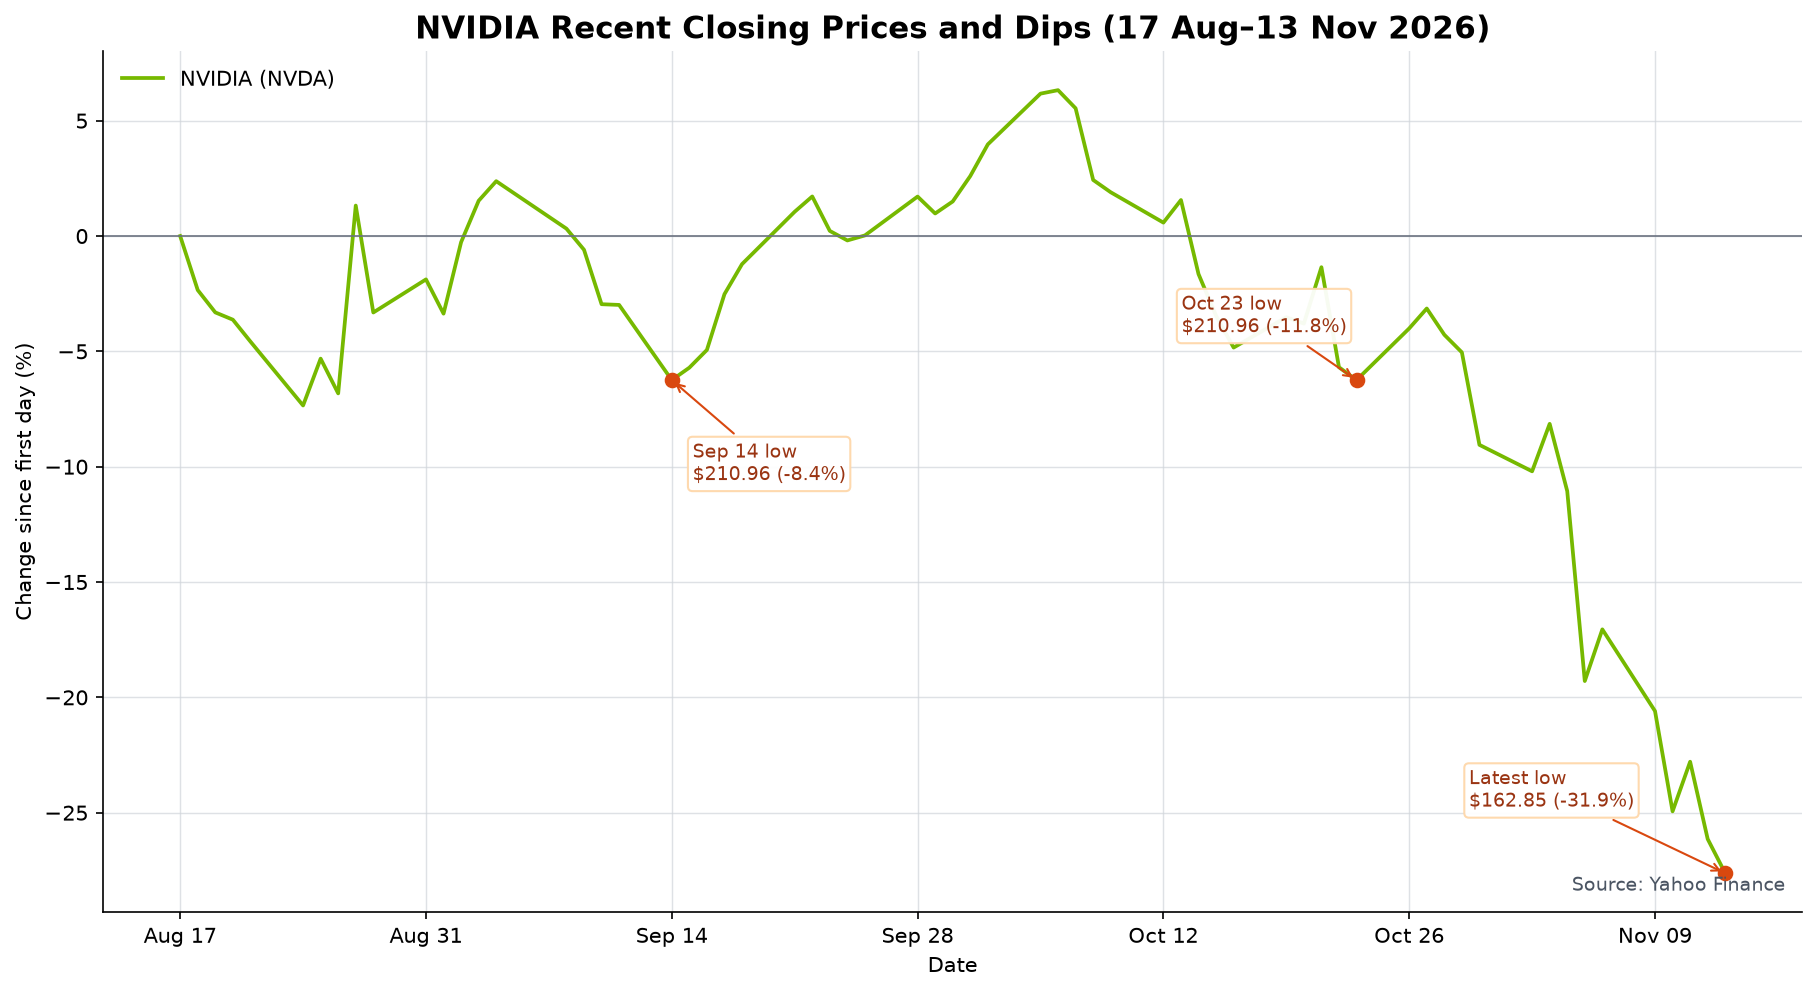 NVIDIA Recent Closing Prices and Dips (17 Aug–13 Nov 2026)
NVIDIA (NVDA)
Change since first day (%)
5
0
−5
−10
−15
−20
−25
Oct 23 low
$210.96 (-11.8%)
Sep 14 low
$210.96 (-8.4%)
Latest low
$162.85 (-31.9%)
Source: Yahoo Finance
Aug 17
Aug 31
Sep 14
Sep 28
Oct 12
Oct 26
Nov 09
Date